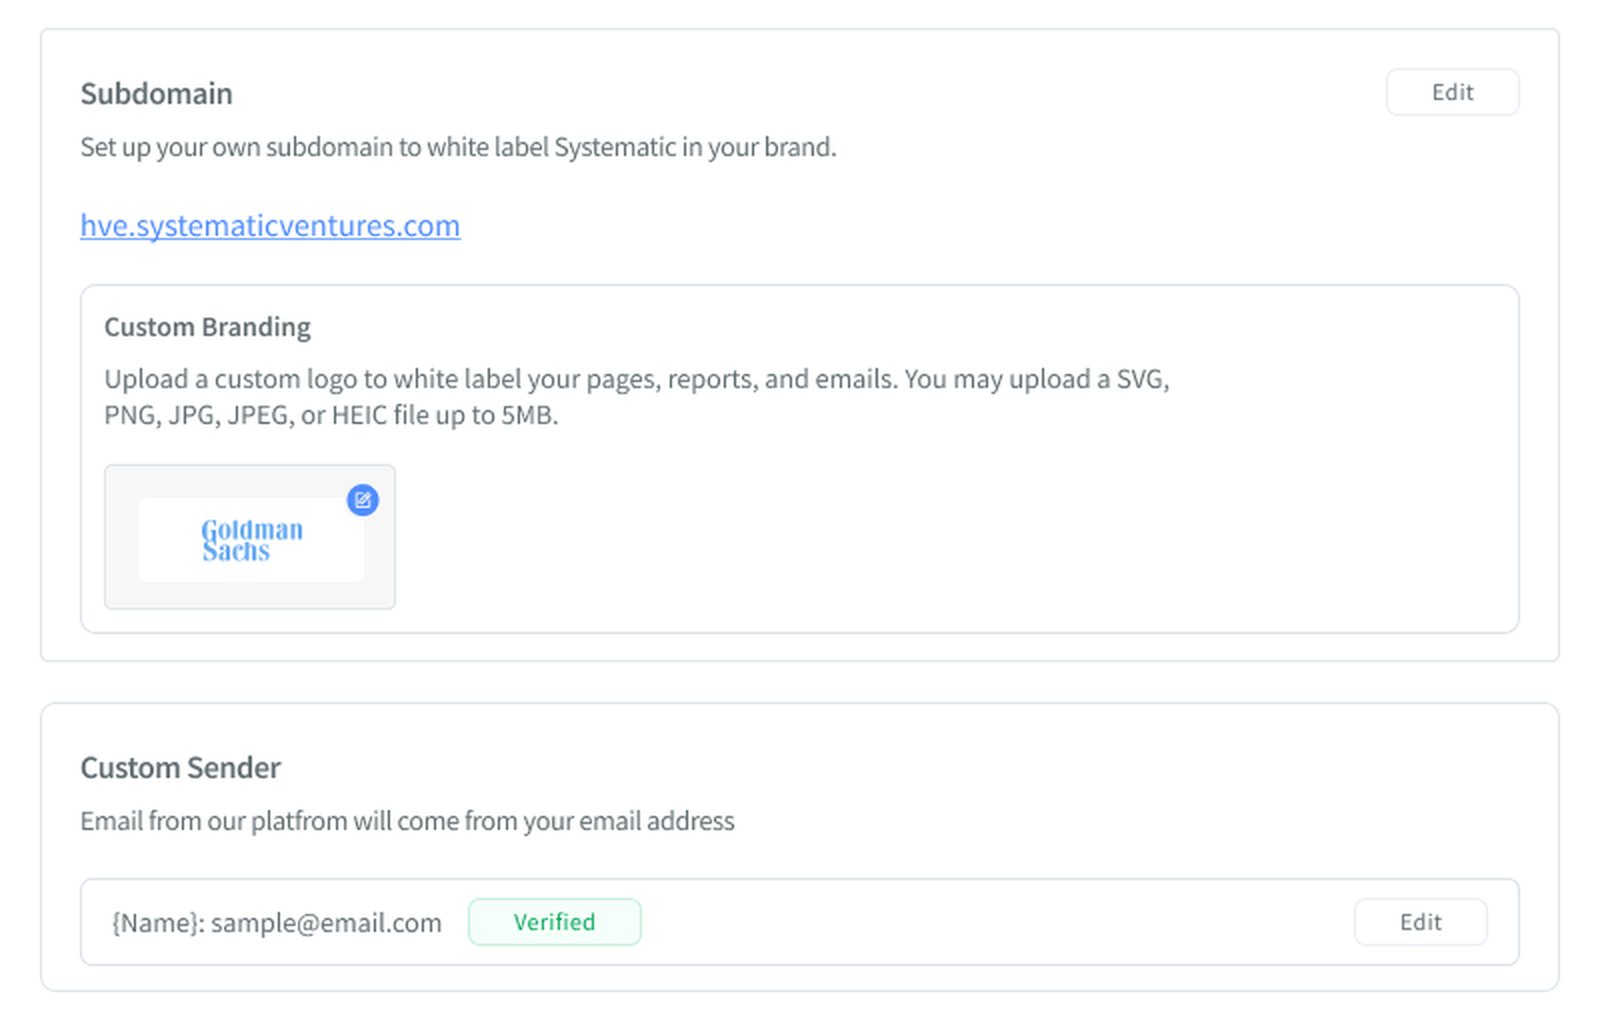 Subdomain
Edit
Set up your own subdomain to white label Systematic in your brand.
hve.systematicventures.com
Custom Branding
Upload a custom logo to white label your pages, reports, and emails. You may upload a SVG,
PNG, JPG, JPEG, or HEIC file up to 5MB.
Goldman
Sachs
Custom Sender
Email from our platfrom will come from your email address
{Name}: sample@email.com
Verified
Edit